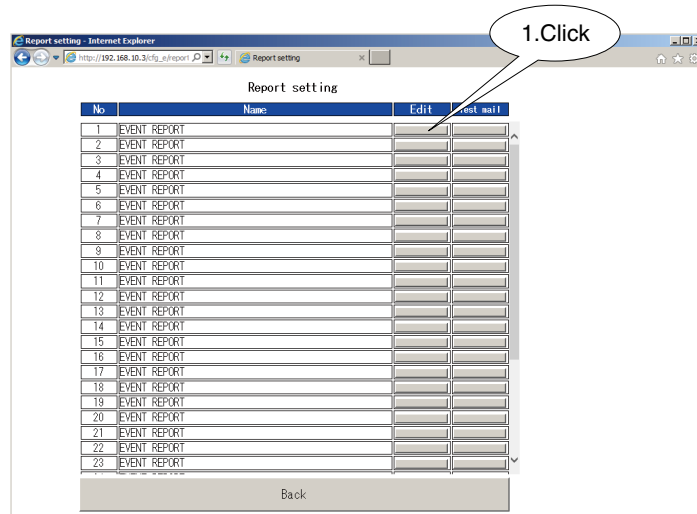 1.Click
Report setting - Internet Explorer
http://192.168.10.3/cfg_e/report
Report setting
Report setting
No Name Edit Test mail
1 EVENT REPORT
2 EVENT REPORT
3 EVENT REPORT
4 EVENT REPORT
5 EVENT REPORT
6 EVENT REPORT
7 EVENT REPORT
8 EVENT REPORT
9 EVENT REPORT
10 EVENT REPORT
11 EVENT REPORT
12 EVENT REPORT
13 EVENT REPORT
14 EVENT REPORT
15 EVENT REPORT
16 EVENT REPORT
17 EVENT REPORT
18 EVENT REPORT
19 EVENT REPORT
20 EVENT REPORT
21 EVENT REPORT
22 EVENT REPORT
23 EVENT REPORT
Back